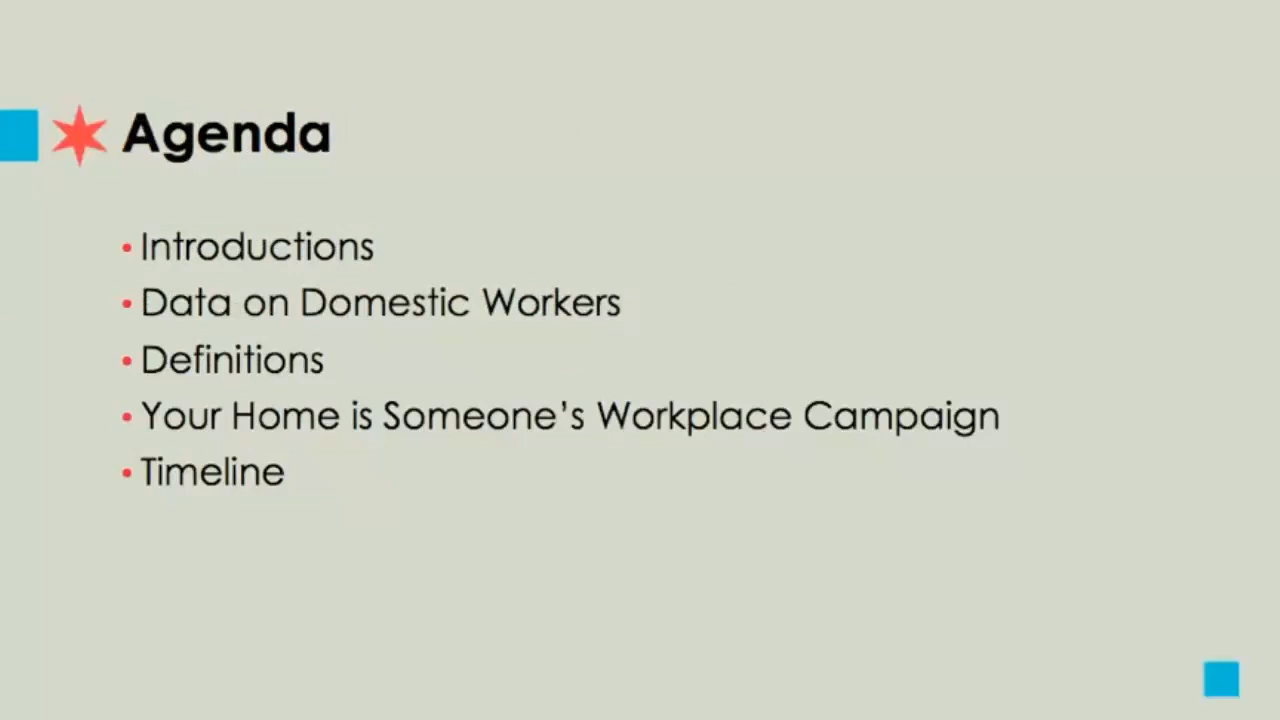 Agenda
• Introductions
• Data on Domestic Workers
• Definitions
• Your Home is Someone’s Workplace Campaign
• Timeline